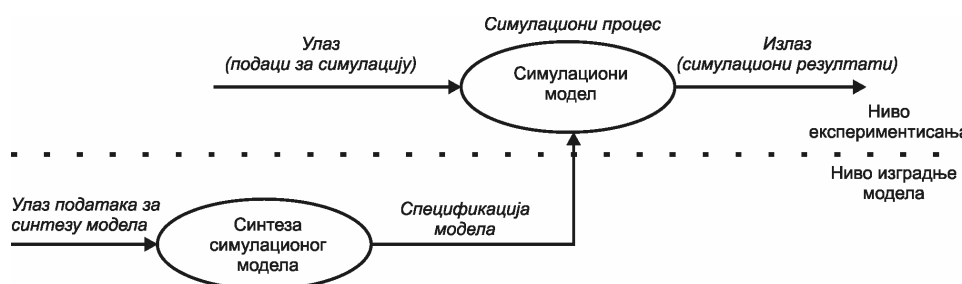 Симулациони процес
Улаз
(подаци за симулацију)
Симулациони
модел
Излаз
(симулациони резултати)
Ниво
експериментисања
Ниво изградње
модела
Улаз података за
синтезу модела
Синтеза
симулационог
модела
Спецификација
модела